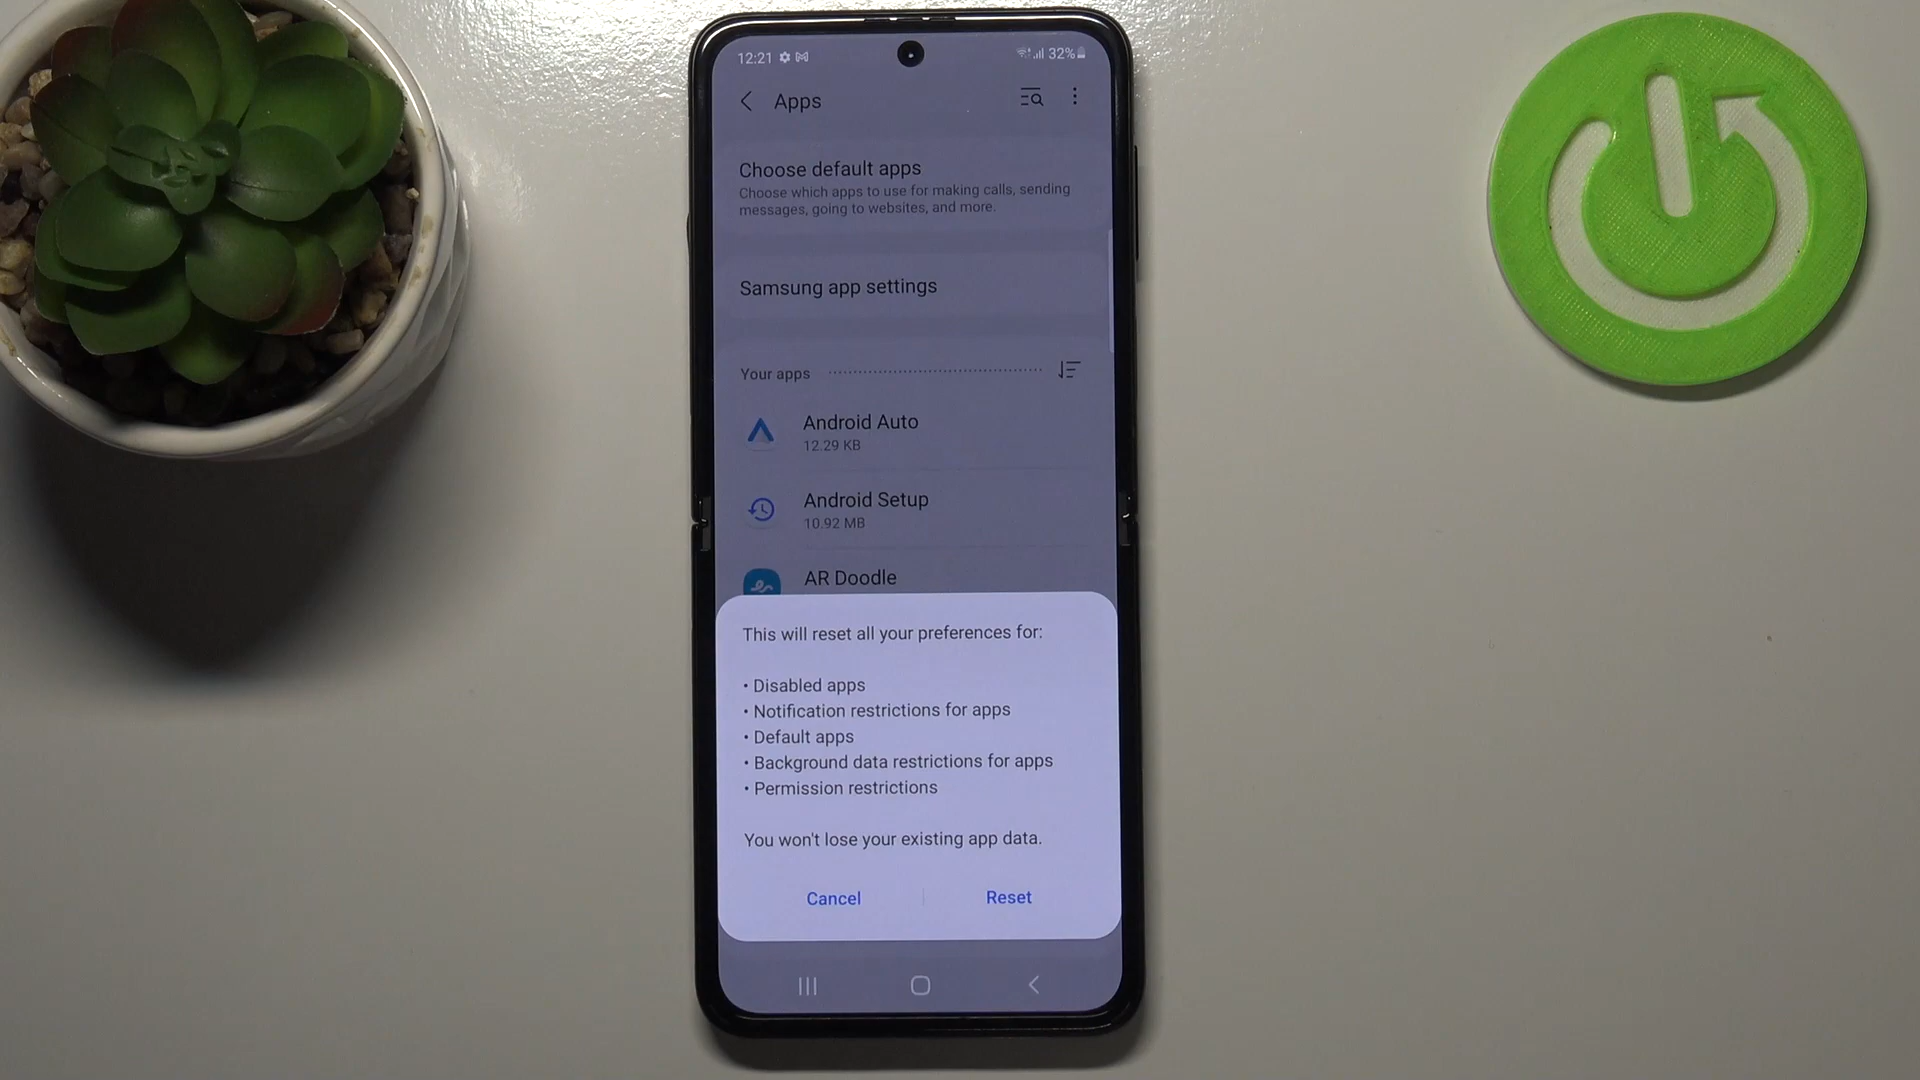 12:21
32%
Apps
Choose default apps
Choose which apps to use for making calls, sending
messages, going to websites, and more.
Samsung app settings
Your apps
Android Auto
12.29 KB
Android Setup
10.92 MB
AR Doodle
This will reset all your preferences for:
• Disabled apps
• Notification restrictions for apps
• Default apps
• Background data restrictions for apps
• Permission restrictions
You won't lose your existing app data.
Cancel
Reset